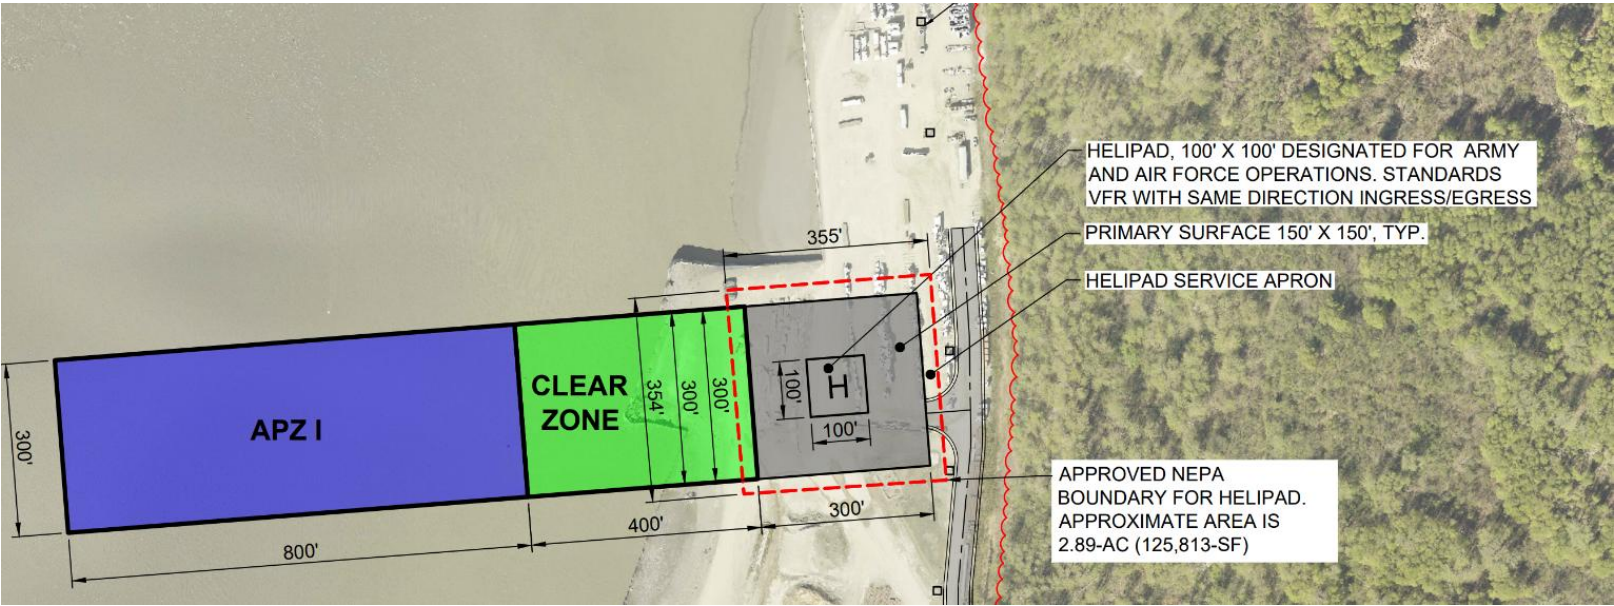 HELIPAD, 100' X 100' DESIGNATED FOR ARMY
AND AIR FORCE OPERATIONS. STANDARDS
VFR WITH SAME DIRECTION INGRESS/EGRESS
355'
PRIMARY SURFACE 150' X 150', TYP.
HELIPAD SERVICE APRON
300'
APZ I
CLEAR
ZONE
354'
300'
300'
100'
H
100'
800'
400'
300'
APPROVED NEPA
BOUNDARY FOR HELIPAD.
APPROXIMATE AREA IS
2.89-AC (125,813-SF)